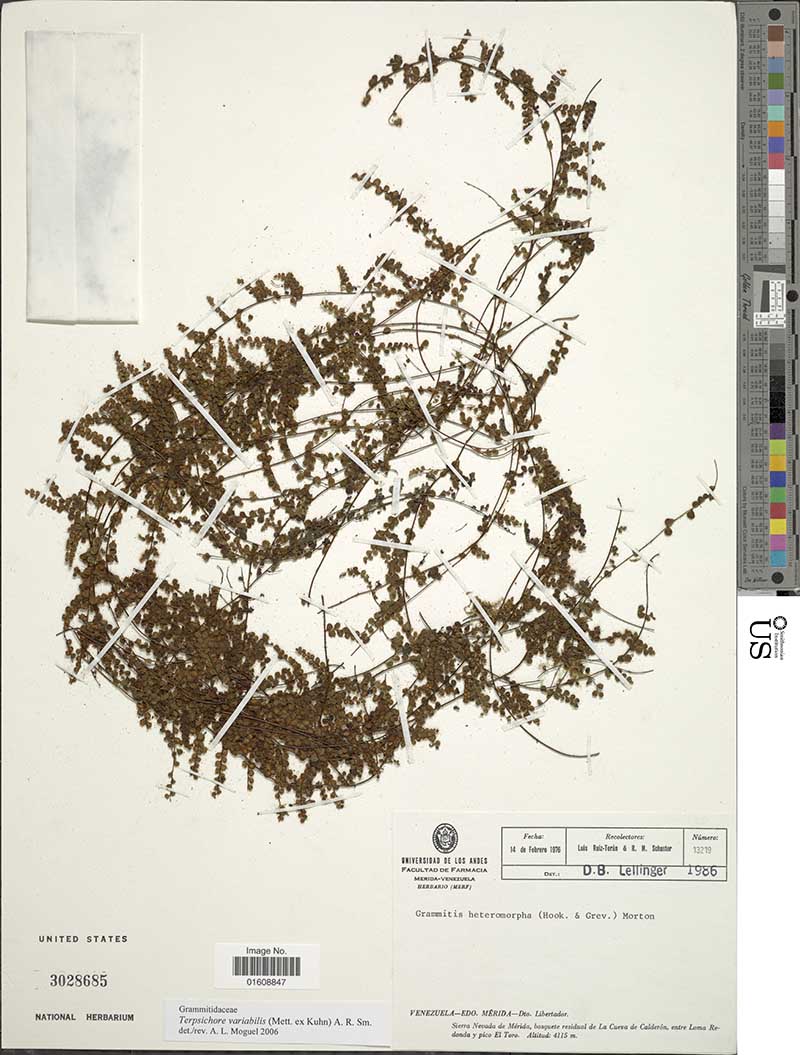 Golden Thread
Smithsonian
Institution
US
UNIVERSIDAD DE LOS ANDES
FACULTAD DE FARMACIA
MERIDA-VENEZUELA
HERBARIO (MERF)
Fecha:
14 de Febrero 1976
Recolectores:
Luis Ruiz-Terán & R. M. Schuster
Número:
13219
DET.:
D.B. Lellinger 1986
Grammitis heteromorpha (Hook. & Grev.) Morton
VENEZUELA—EDO. MÉRIDA—Dto. Libertador.
Sierra Nevada de Mérida, bosquete residual de La Cueva de Calderón, entre Loma Re-
donda y pico El Toro. Altitud: 4115 m.
UNITED STATES
3028685
NATIONAL HERBARIUM
Image No.
01608847
Grammitidaceae
Terpsichore variabilis (Mett. ex Kuhn) A. R. Sm.
det./rev. A. L. Moguel 2006